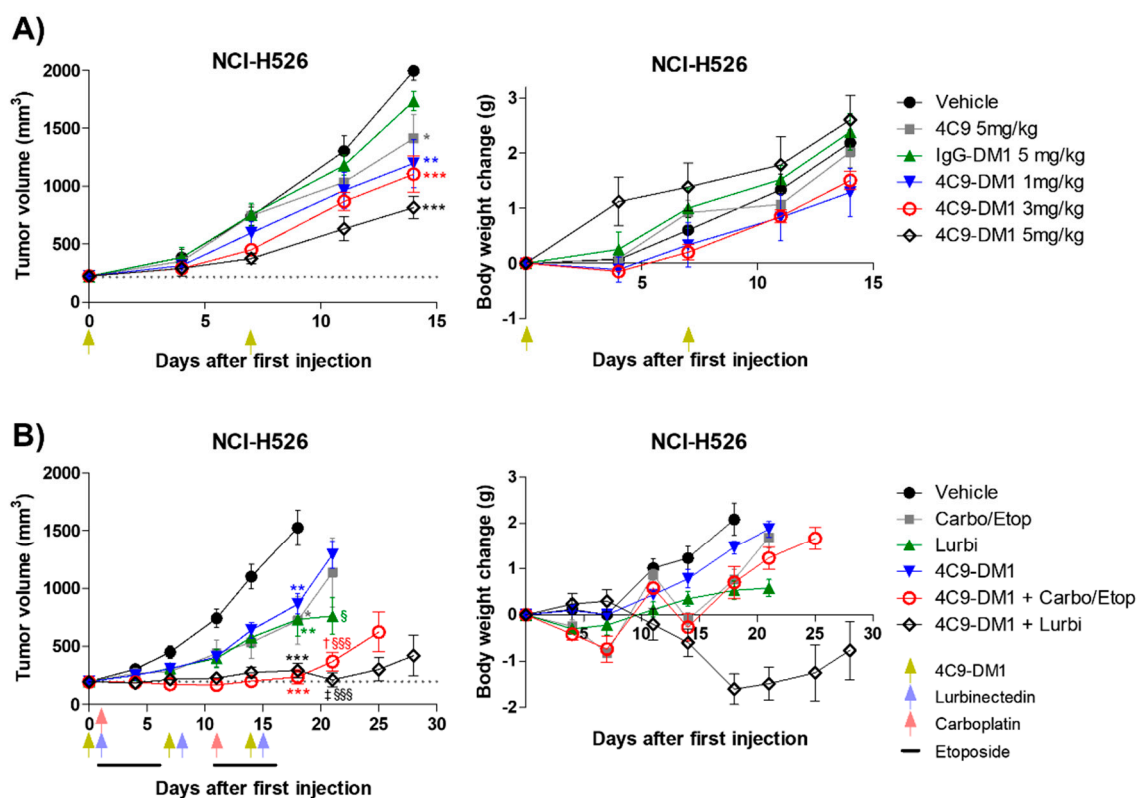 A)
NCI-H526
Tumor volume (mm³)
2000
1500
1000
500
0
*
**
***
***
0 5 10 15
Days after first injection
NCI-H526
Body weight change (g)
3
2
1
0
-1
5 10 15
Days after first injection
Vehicle
4C9 5mg/kg
IgG-DM1 5 mg/kg
4C9-DM1 1mg/kg
4C9-DM1 3mg/kg
4C9-DM1 5mg/kg
B)
NCI-H526
Tumor volume (mm³)
2000
1500
1000
500
0
**
*
**
§
***
† §§§
***
‡ §§§
0 5 10 15 20 25 30
Days after first injection
NCI-H526
Body weight change (g)
3
2
1
0
-1
-2
5 10 15 20 25 30
Days after first injection
Vehicle
Carbo/Etop
Lurbi
4C9-DM1
4C9-DM1 + Carbo/Etop
4C9-DM1 + Lurbi
4C9-DM1
Lurbinectedin
Carboplatin
Etoposide